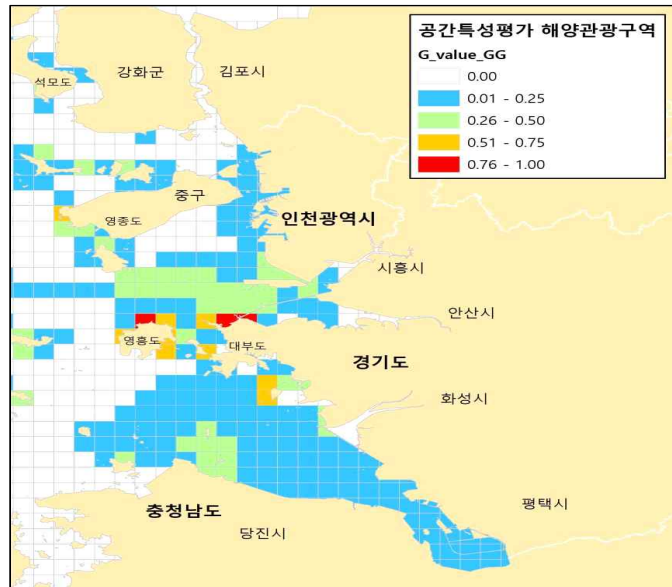 공간특성평가 해양관광구역
G_value_GG
0.00
0.01 - 0.25
0.26 - 0.50
0.51 - 0.75
0.76 - 1.00
강화군
김포시
석모도
중구
영종도
인천광역시
시흥시
안산시
영흥도
대부도
경기도
화성시
충청남도
평택시
당진시